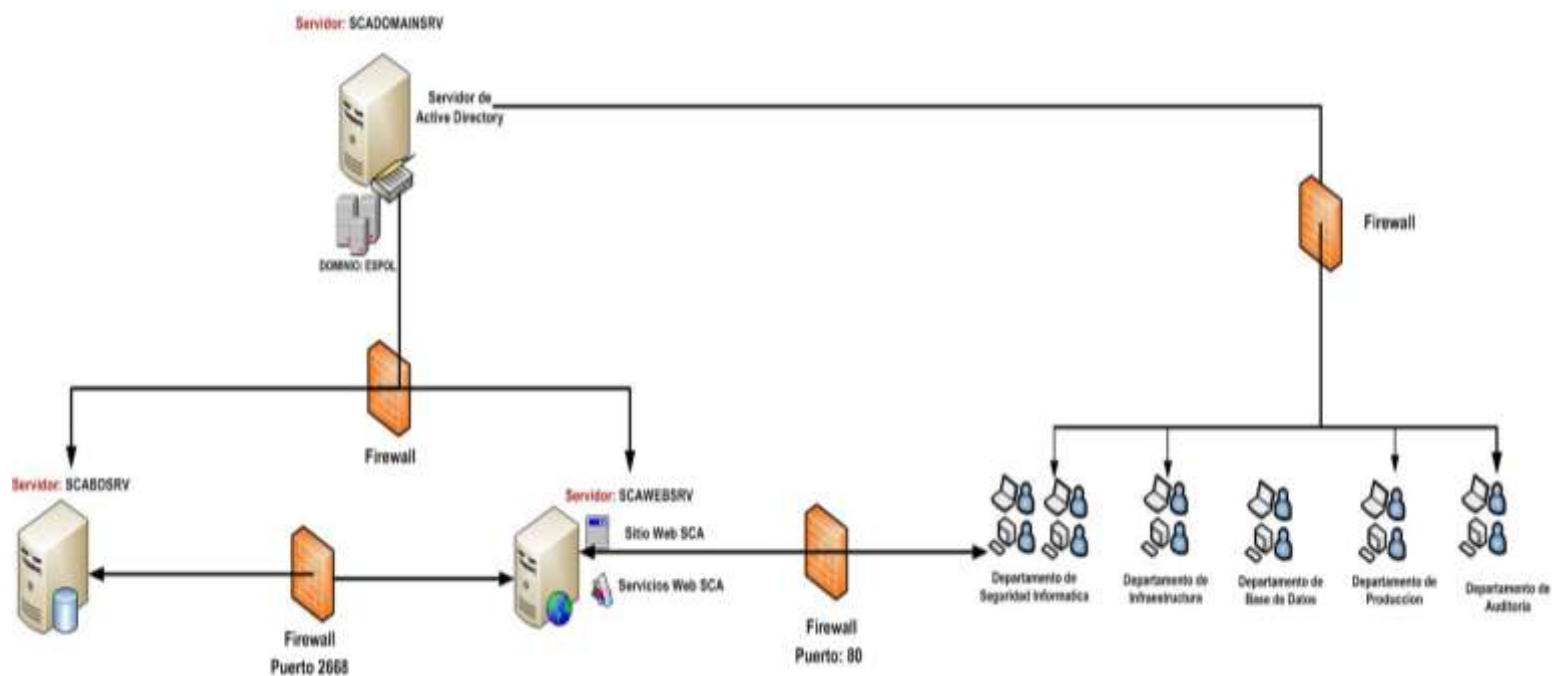 Servidor: SCADOMAINSRV
Servidor de
Active Directory
DOMINIO: ESPOL
Firewall
Firewall
Servidor: SCABDSRV
Servidor: SCAWEBSRV
Sitio Web SCA
Servicios Web SCA
Firewall
Puerto 2668
Firewall
Puerto: 80
Departamento de
Seguridad Informatica
Departamento de
Infraestructura
Departamento de
Base de Datos
Departamento de
Produccion
Departamento de
Auditoria